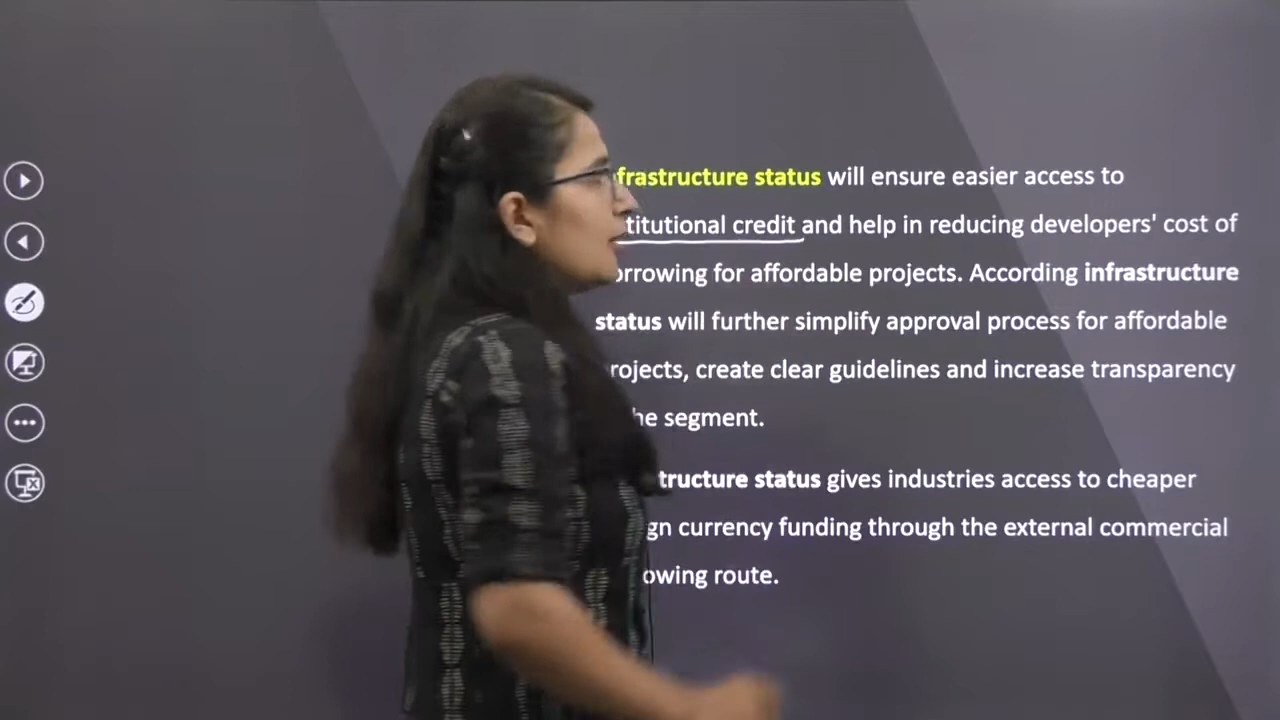 frastructure status will ensure easier access to
titutional credit and help in reducing developers' cost of
orrowing for affordable projects. According infrastructure
status will further simplify approval process for affordable
rojects, create clear guidelines and increase transparency
he segment.
tructure status gives industries access to cheaper
gn currency funding through the external commercial
owing route.